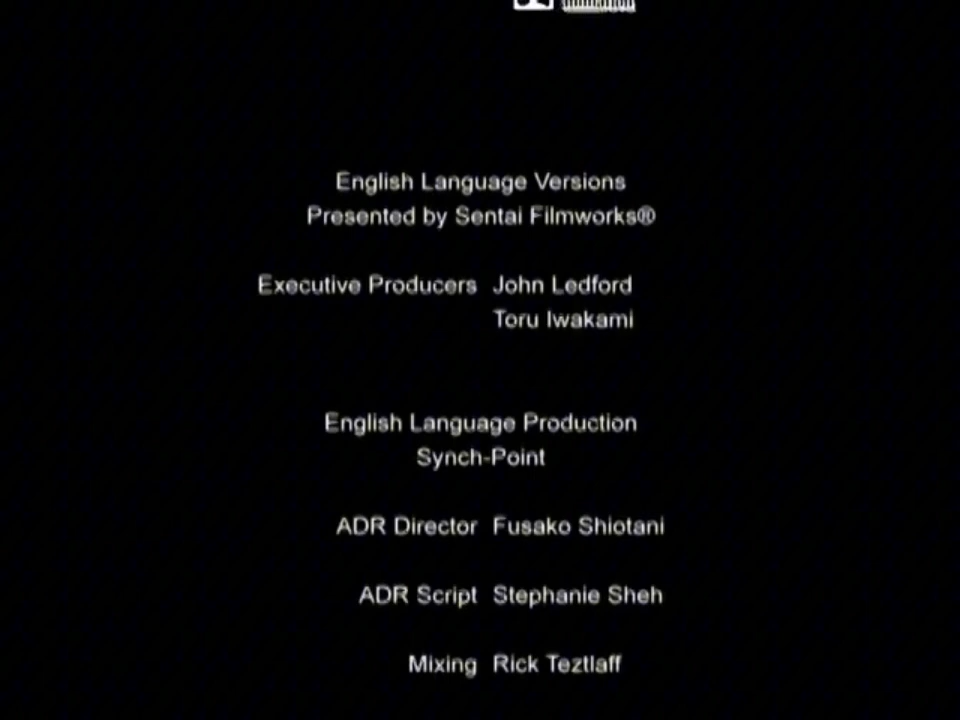 English Language Versions
Presented by Sentai Filmworks®
Executive Producers John Ledford
Toru Iwakami
English Language Production
Synch-Point
ADR Director Fusako Shiotani
ADR Script Stephanie Sheh
Mixing Rick Teztlaff